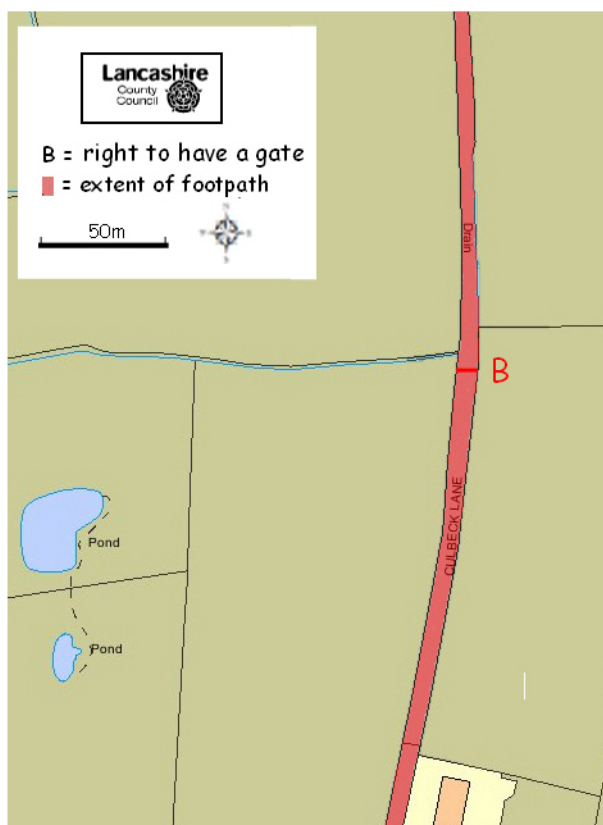 Lancashire
County
Council
B = right to have a gate
= extent of footpath
50m
Drain
B
CULBECK LANE
Pond
Pond